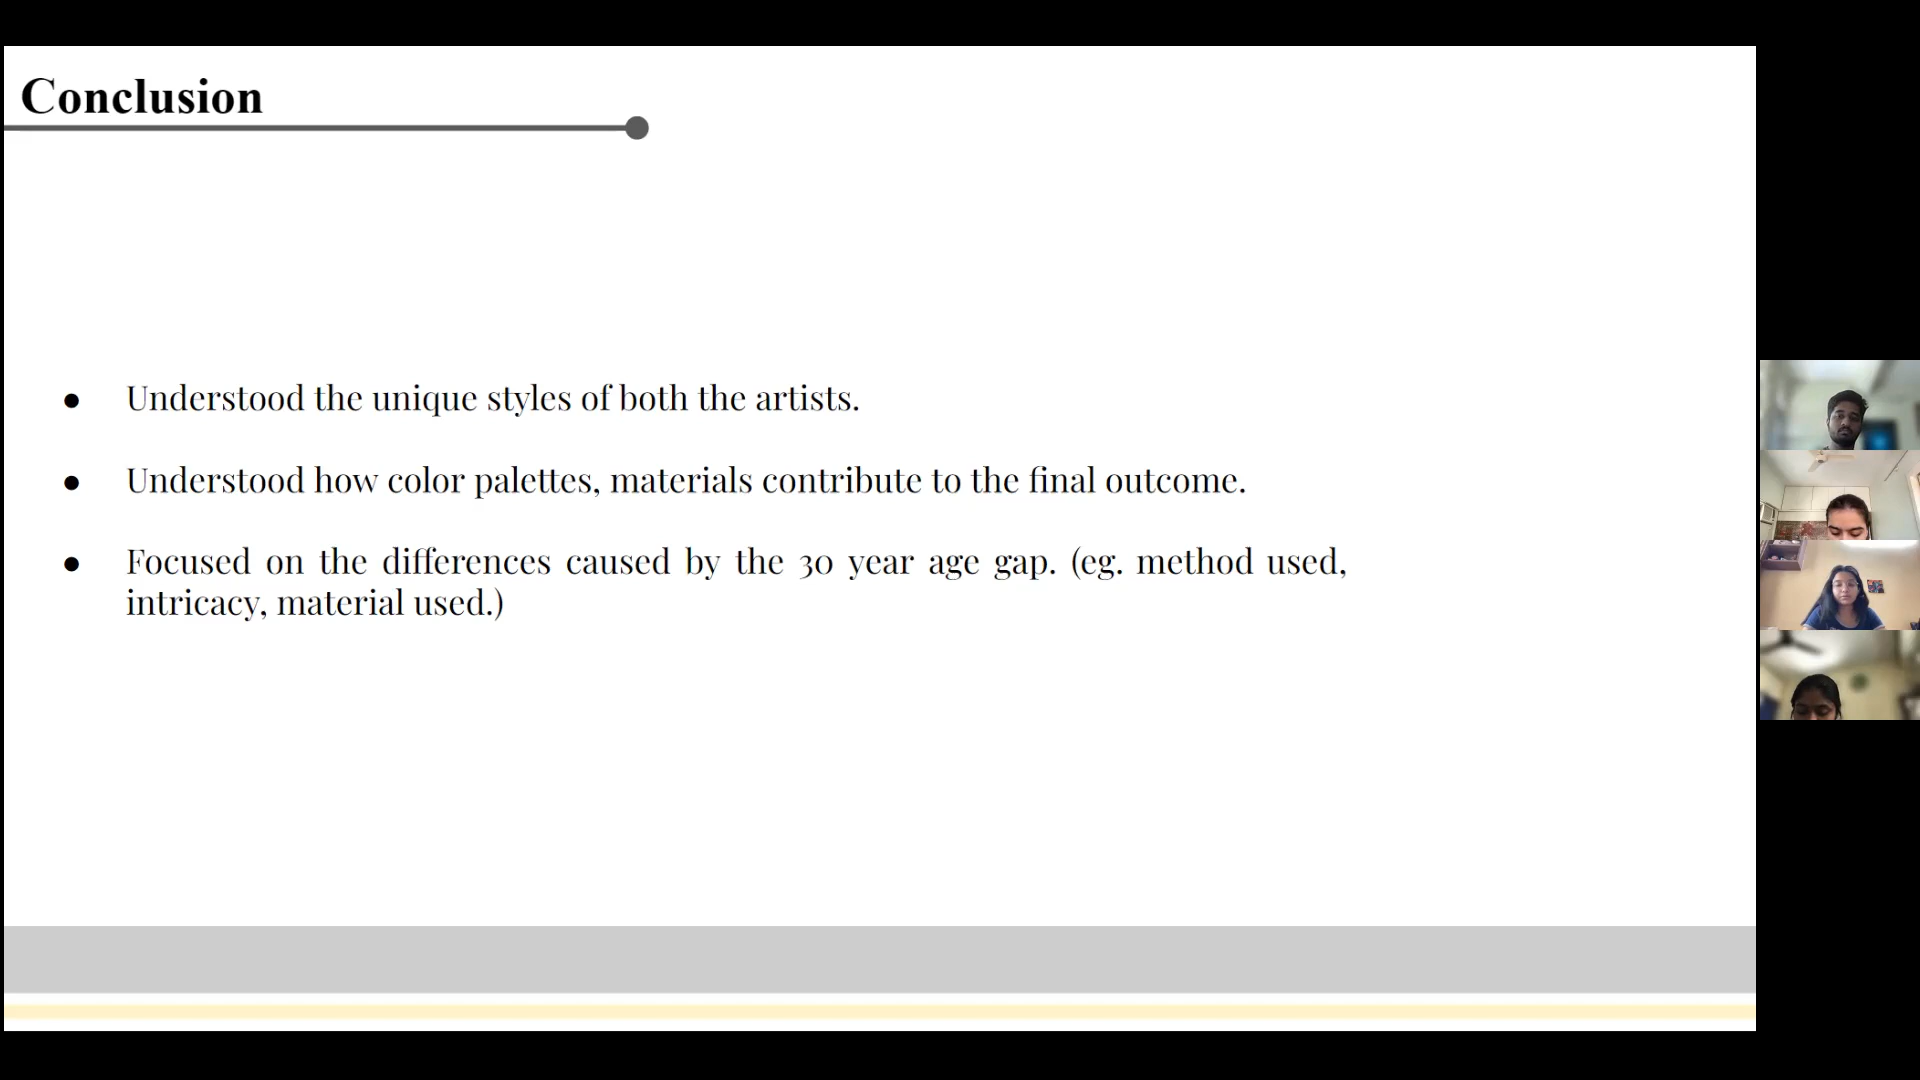 Conclusion
● Understood the unique styles of both the artists.
● Understood how color palettes, materials contribute to the final outcome.
● Focused on the differences caused by the 30 year age gap. (eg. method used,
intricacy, material used.)